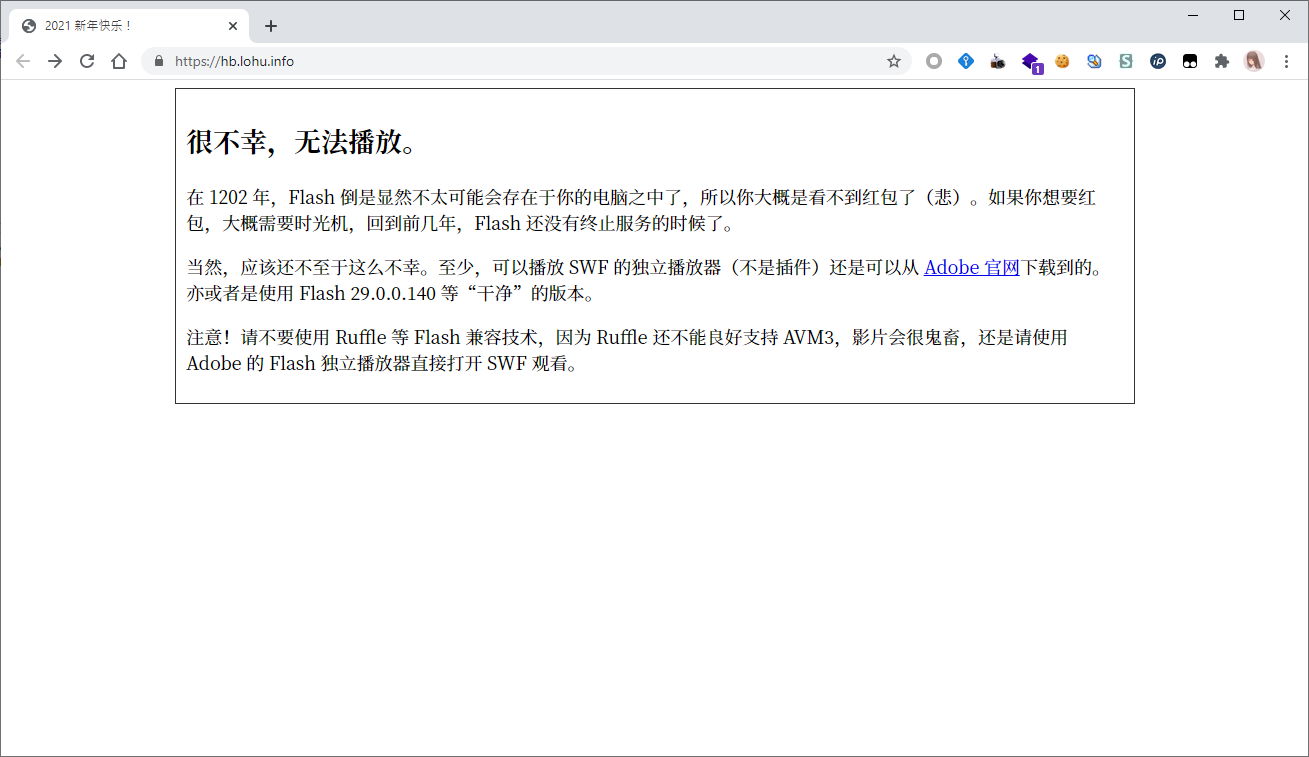 2021 新年快乐！
https://hb.lohu.info
1
很不幸，无法播放。
在 1202 年，Flash 倒是显然不太可能会存在于你的电脑之中了，所以你大概是看不到红包了（悲）。如果你想要红
包，大概需要时光机，回到前几年，Flash 还没有终止服务的时候了。
当然，应该还不至于这么不幸。至少，可以播放 SWF 的独立播放器（不是插件）还是可以从 Adobe 官网下载到的。
亦或者是使用 Flash 29.0.0.140 等“干净”的版本。
注意！请不要使用 Ruffle 等 Flash 兼容技术，因为 Ruffle 还不能良好支持 AVM3，影片会很鬼畜，还是请使用
Adobe 的 Flash 独立播放器直接打开 SWF 观看。